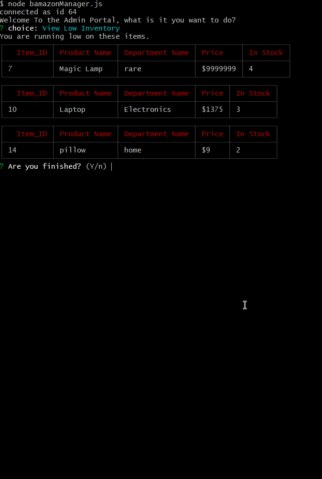 $ node bamazonManager.js
connected as id 64
Welcome To the Admin Portal, what is it you want to do?
? choice: View Low Inventory
You are running low on these items.
Item_ID Product Name Department Name Price In Stock
7 Magic Lamp rare $9999999 4
Item_ID Product Name Department Name Price In Stock
10 Laptop Electronics $1375 3
Item_ID Product Name Department Name Price In Stock
14 pillow home $9 2
? Are you finished? (Y/n)